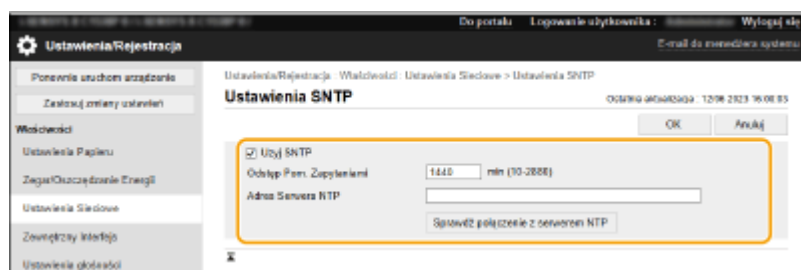 Do portalu Logowanie użytkownika : Wyloguj się
Ustawienia/Rejestracja
E-mail do menedżera systemu
Ponownie uruchom urządzenie
Zastosuj zmiany ustawień
Właściwości
Ustawienia Papieru
Zegar/Oszczędzanie Energii
Ustawienia Sieciowe
Zewnętrzny Interfejs
Ustawienia głośności
Ustawienia/Rejestracja : Właściwości : Ustawienia Sieciowe > Ustawienia SNTP
Ustawienia SNTP
Ostatnia aktualizacja : 12/06 2023 16:00:03
OK Anuluj
Użyj SNTP
Odstęp Pom. Zapytaniami 1440 min (10-2880)
Adres Serwera NTP
Sprawdź połączenie z serwerem NTP